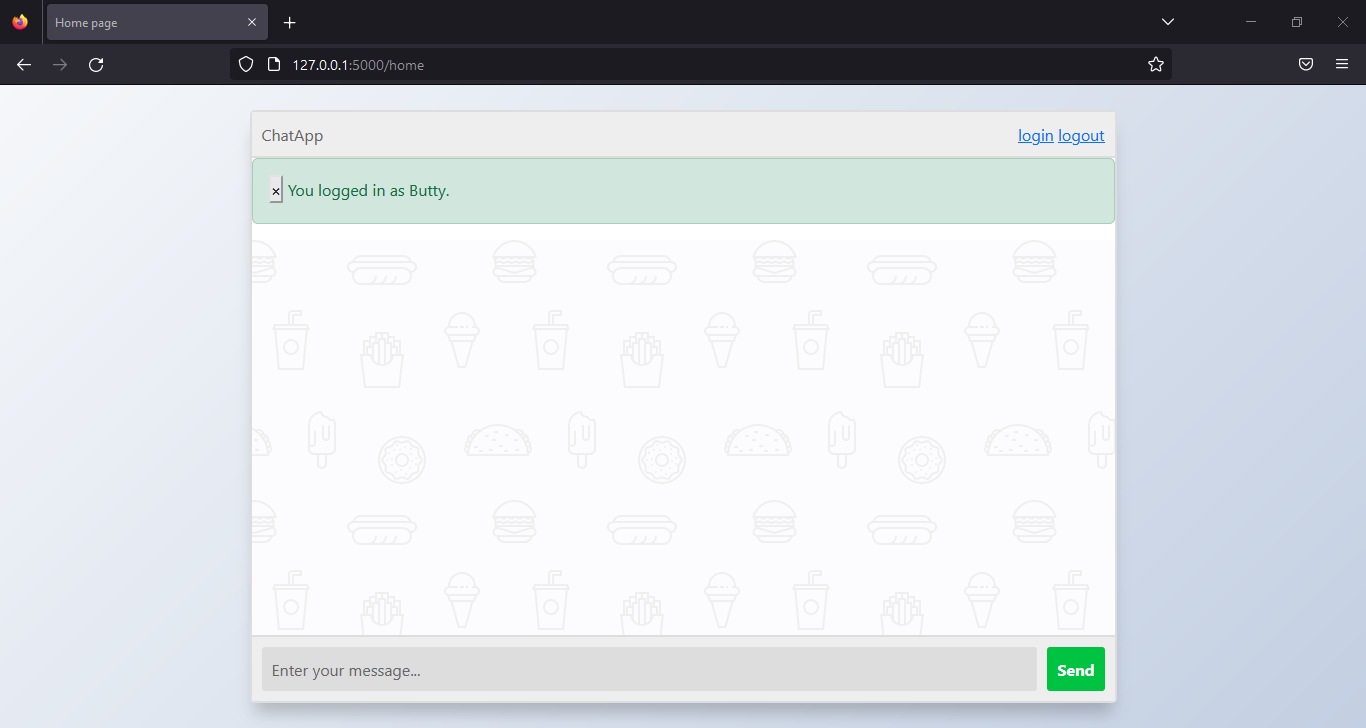 Home page
127.0.0.1:5000/home
ChatApp login logout
× You logged in as Butty.
Enter your message...
Send